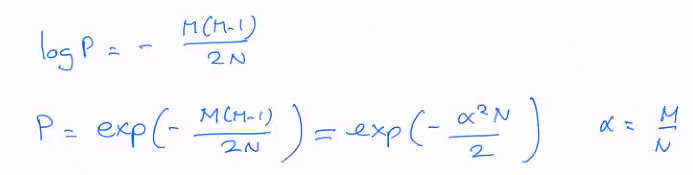 log P = - M(M-1) / 2N
P = exp(- M(M-1) / 2N) = exp(- α²N / 2) α = M / N